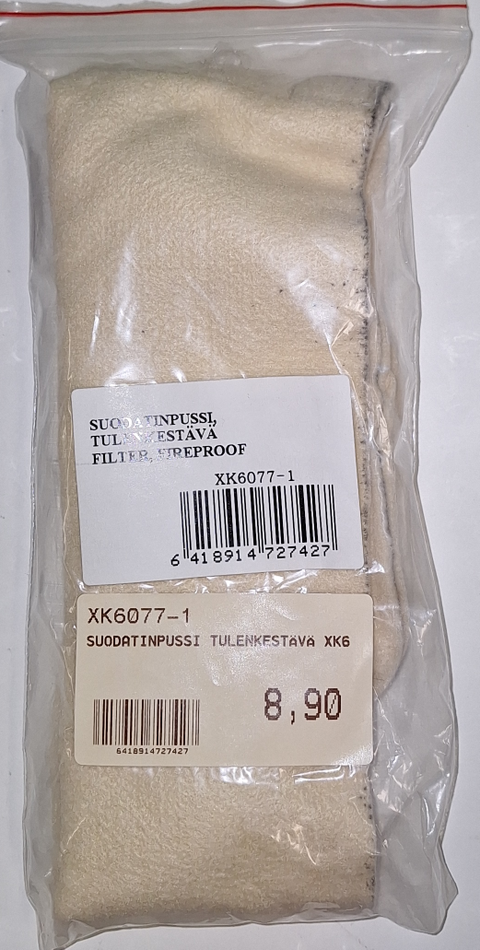 SUODATINPUSSI,
TULENKESTÄVÄ
FILTER, FIREPROOF
XK6077-1
6 418914 727427
XK6077-1
SUODATINPUSSI TULENKESTÄVÄ XK6
8,90
6418914727427